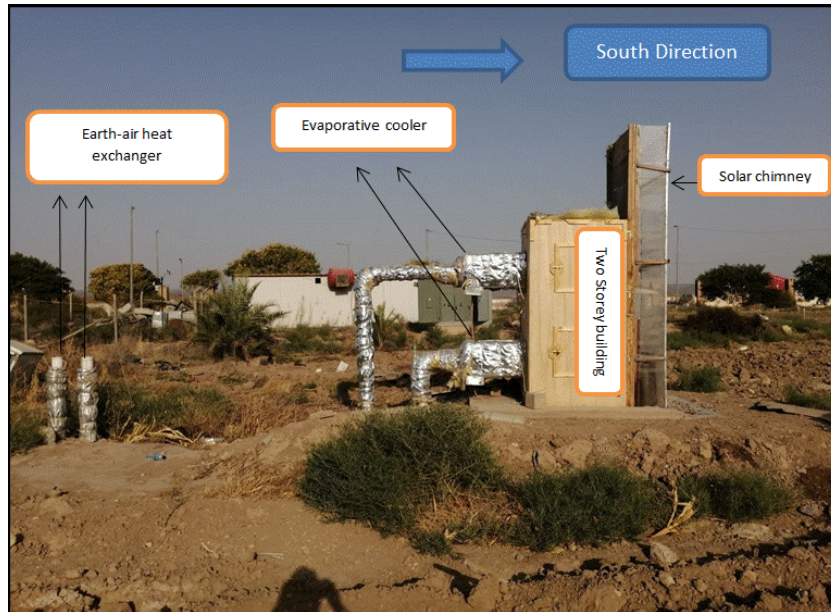 South Direction
Earth-air heat
exchanger
Evaporative cooler
Solar chimney
Two Storey building